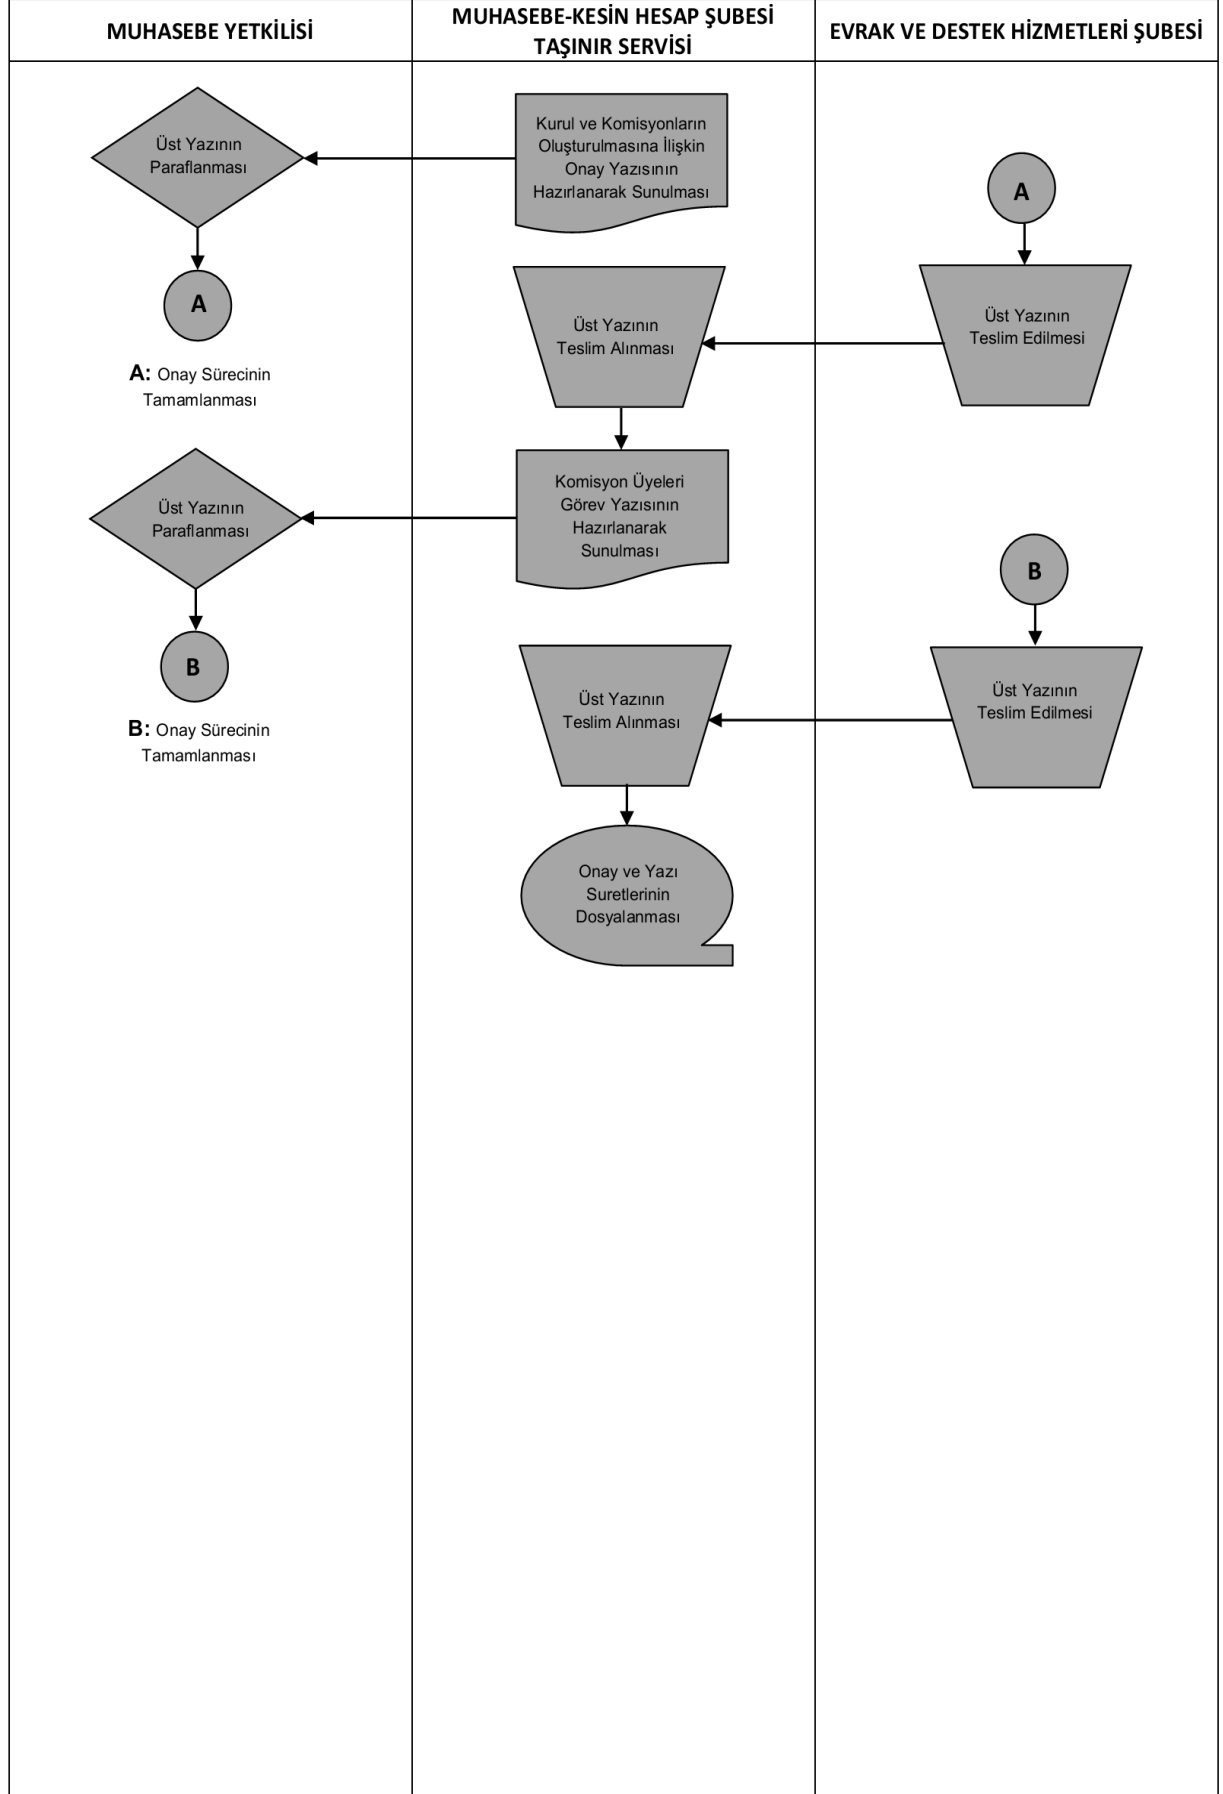 MUHASEBE YETKİLİSİ
MUHASEBE-KESİN HESAP ŞUBESİ
TAŞINIR SERVİSİ
EVRAK VE DESTEK HİZMETLERİ ŞUBESİ
Üst Yazının
Paraflanması
Kurul ve Komisyonların
Oluşturulmasına İlişkin
Onay Yazısının
Hazırlanarak Sunulması
A
A
A: Onay Sürecinin
Tamamlanması
Üst Yazının
Teslim Alınması
Üst Yazının
Teslim Edilmesi
Üst Yazının
Paraflanması
Komisyon Üyeleri
Görev Yazısının
Hazırlanarak
Sunulması
B
B
B: Onay Sürecinin
Tamamlanması
Üst Yazının
Teslim Alınması
Üst Yazının
Teslim Edilmesi
Onay ve Yazı
Suretlerinin
Dosyalanması